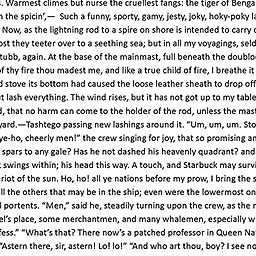 s. Warmest climes but nurse the cruellest fangs: the tiger of Benga
n the spicin',— Such a funny, sporty, gamy, jesty, joky, hoky-poky la
Now, as the lightning rod to a spire on shore is intended to carry o
ost they teeter over to a seething sea; but in all my voyagings, seld
tubb, again. At the base of the mainmast, full beneath the doublo
of thy fire thou madest me, and like a true child of fire, I breathe it
d stove its bottom had caused the loose leather sheath to drop off
ut lash everything. The wind rises, but it has not got up to my table
d, that no harm can come to the holder of the rod, unless the mast
yard.—Tashtego passing new lashings around it. "Um, um, um. Sto
ye-ho, cheerly men!" the crew singing for joy, that so promising an
spars to any gale? Has he not dashed his heavenly quadrant? and
t swings within; his head this way. A touch, and Starbuck may survi
riot of the sun. Ho, ho! all ye nations before my prow, I bring the s
ll the others that may be in the ship; even were the lowermost on
l portents. "Men," said he, steadily turning upon the crew, as the m
el's place, some merchantmen, and many whalemen, especially w
fess." "What's that? There now's a patched professor in Queen Na
"Astern there, sir, astern! Lo! lo!" "And who art thou, boy? I see no